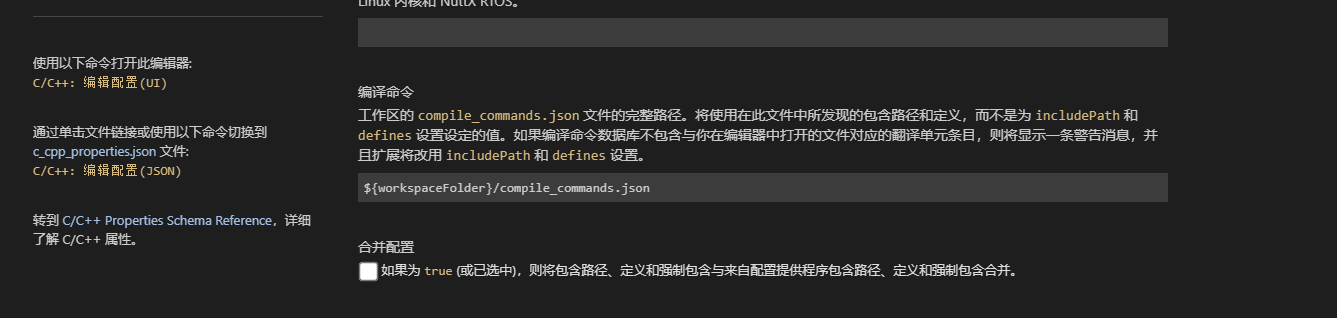 Linux 内核和 NuttX RTOS。
使用以下命令打开此编辑器:
C/C++: 编辑配置(UI)
通过单击文件链接或使用以下命令切换到
c_cpp_properties.json 文件:
C/C++: 编辑配置(JSON)
转到 C/C++ Properties Schema Reference，详细
了解 C/C++ 属性。
编译命令
工作区的 compile_commands.json 文件的完整路径。将使用在此文件中所发现的包含路径和定义，而不是为 includePath 和
defines 设置设定的值。如果编译命令数据库不包含与你在编辑器中打开的文件对应的翻译单元条目，则将显示一条警告消息，并
且扩展将改用 includePath 和 defines 设置。
${workspaceFolder}/compile_commands.json
合并配置
如果为 true (或已选中)，则将包含路径、定义和强制包含与来自配置提供程序包含路径、定义和强制包含合并。